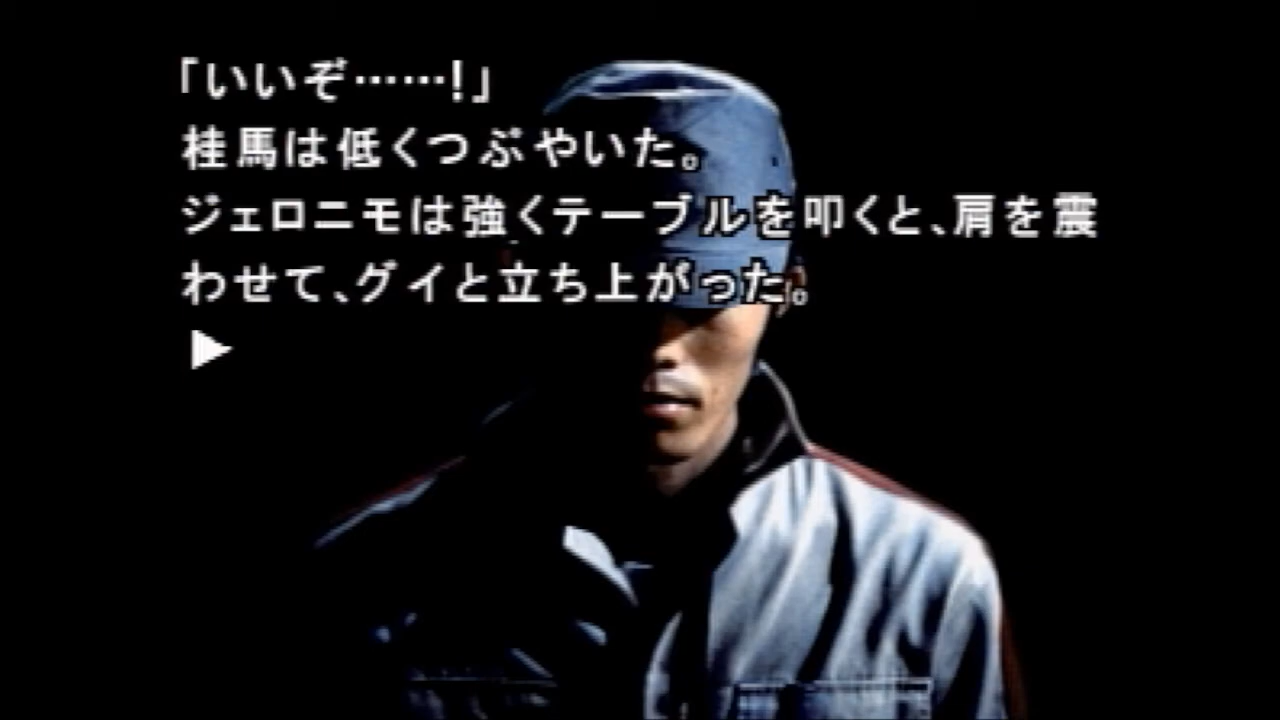 「いいぞ……!」
桂馬は低くつぶやいた。
ジェロニモは強くテーブルを叩くと、肩を震
わせて、グイと立ち上がった。